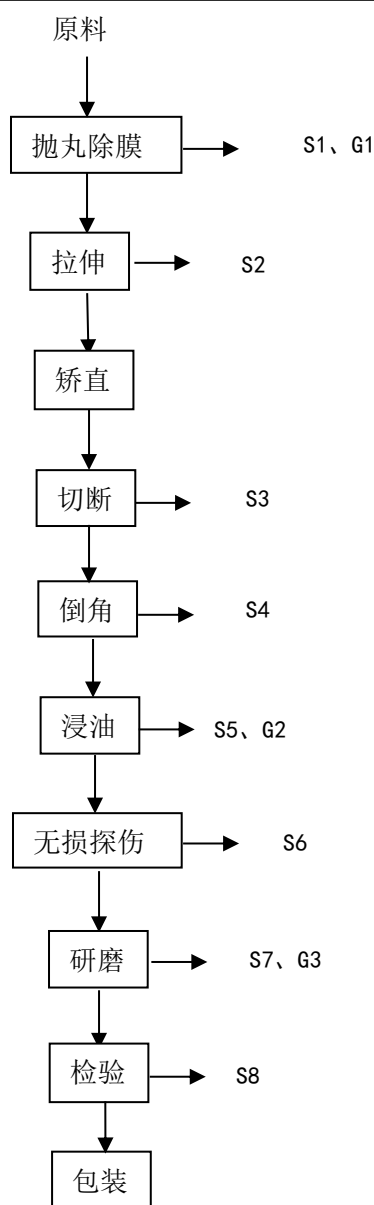 原料
抛丸除膜
S1、G1
拉伸
S2
矫直
切断
S3
倒角
S4
浸油
S5、G2
无损探伤
S6
研磨
S7、G3
检验
S8
包装